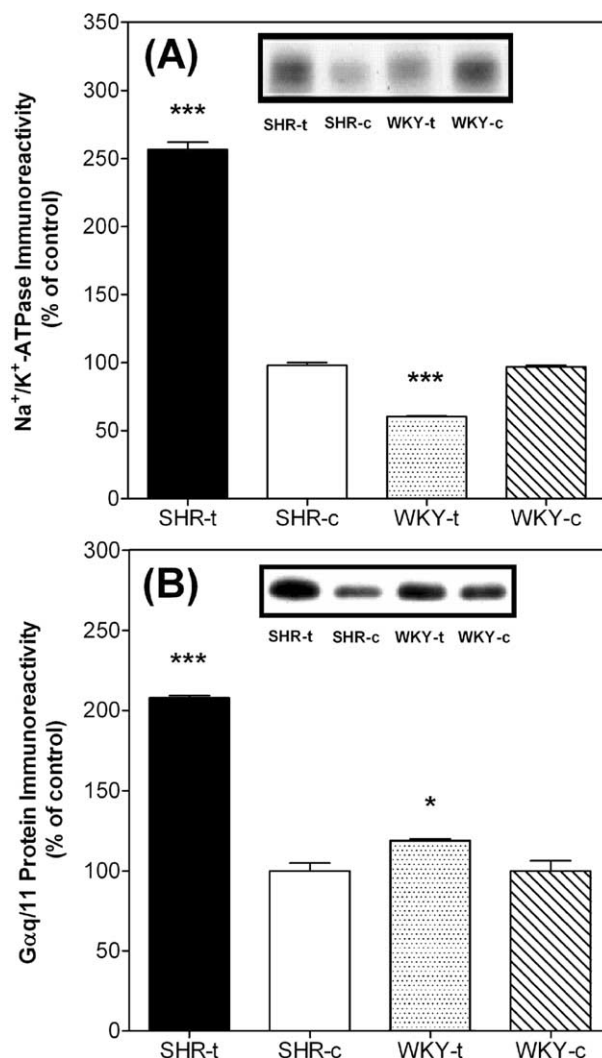 350
(A)
SHR-t SHR-c WKY-t WKY-c
300
***
250
200
150
100
***
50
0
Na⁺/K⁺-ATPase Immunoreactivity
(% of control)
SHR-t SHR-c WKY-t WKY-c
300
(B)
SHR-t SHR-c WKY-t WKY-c
250
***
200
150
*
100
50
0
Gαq/11 Protein Immunoreactivity
(% of control)
SHR-t SHR-c WKY-t WKY-c